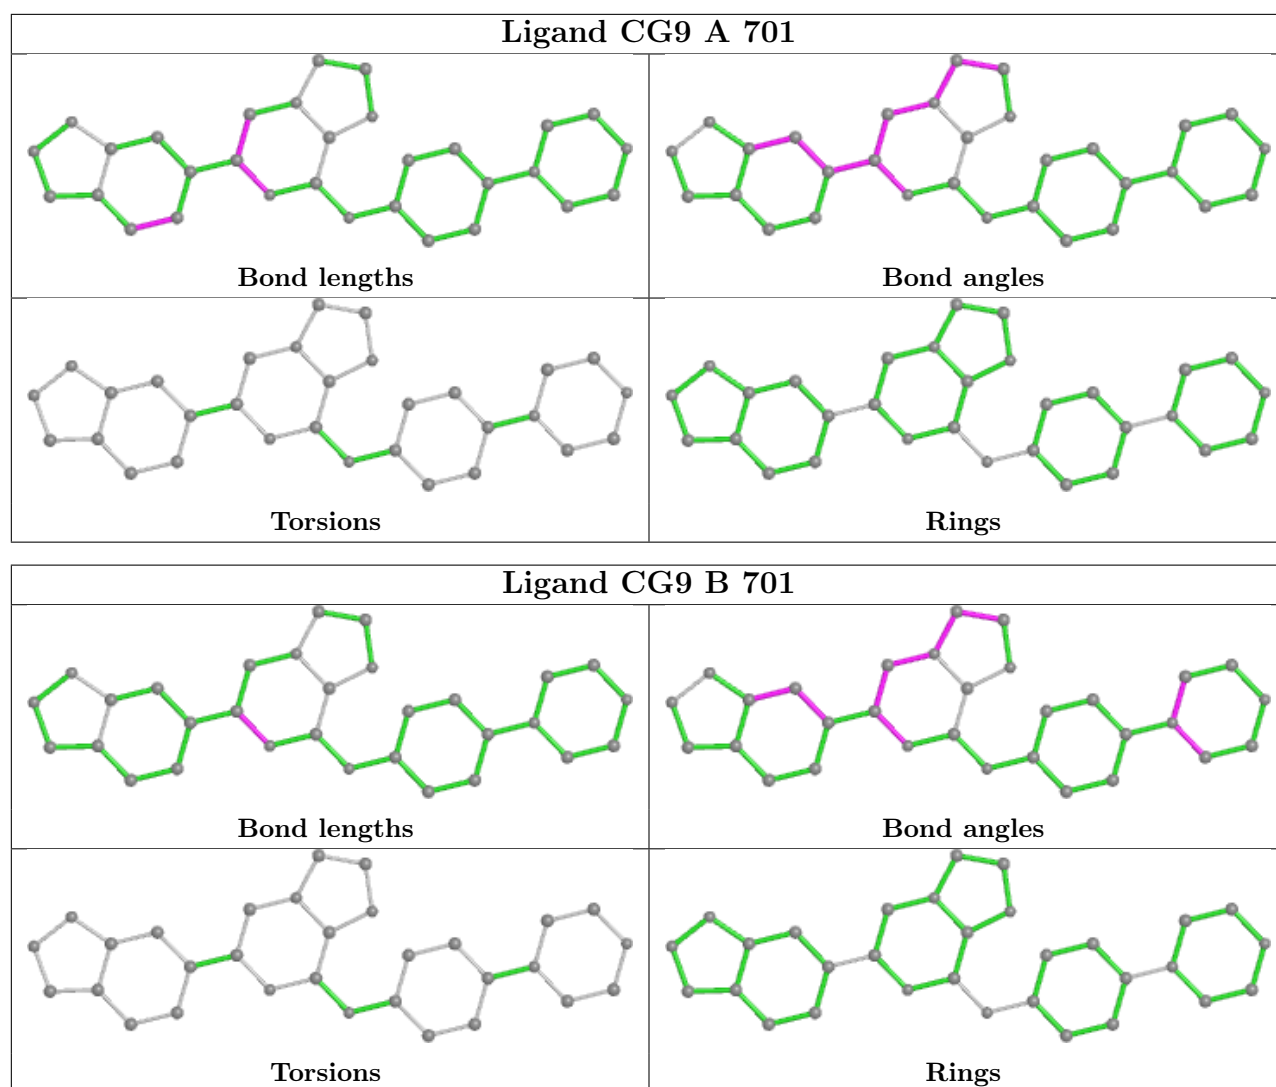 Ligand CG9 A 701
Bond lengths
Bond angles
Torsions
Rings
Ligand CG9 B 701
Bond lengths
Bond angles
Torsions
Rings